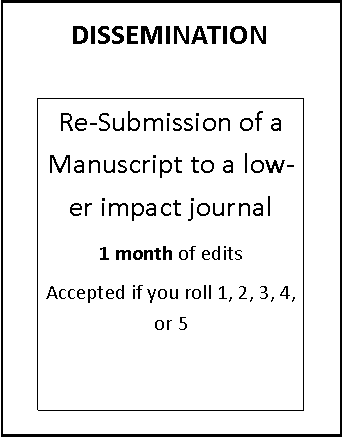 DISSEMINATION
Re-Submission of a
Manuscript to a low-
er impact journal
1 month of edits
Accepted if you roll 1, 2, 3, 4,
or 5